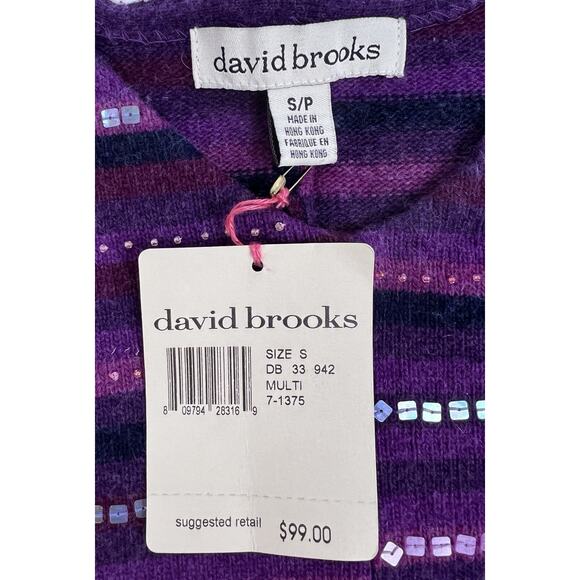 david brooks
S/P
MADE IN
HONG KONG
FABRIQUE EN
HONG KONG
david brooks
SIZE S
DB 33 942
MULTI
7-1375
8 09794 28316 9
suggested retail $99.00